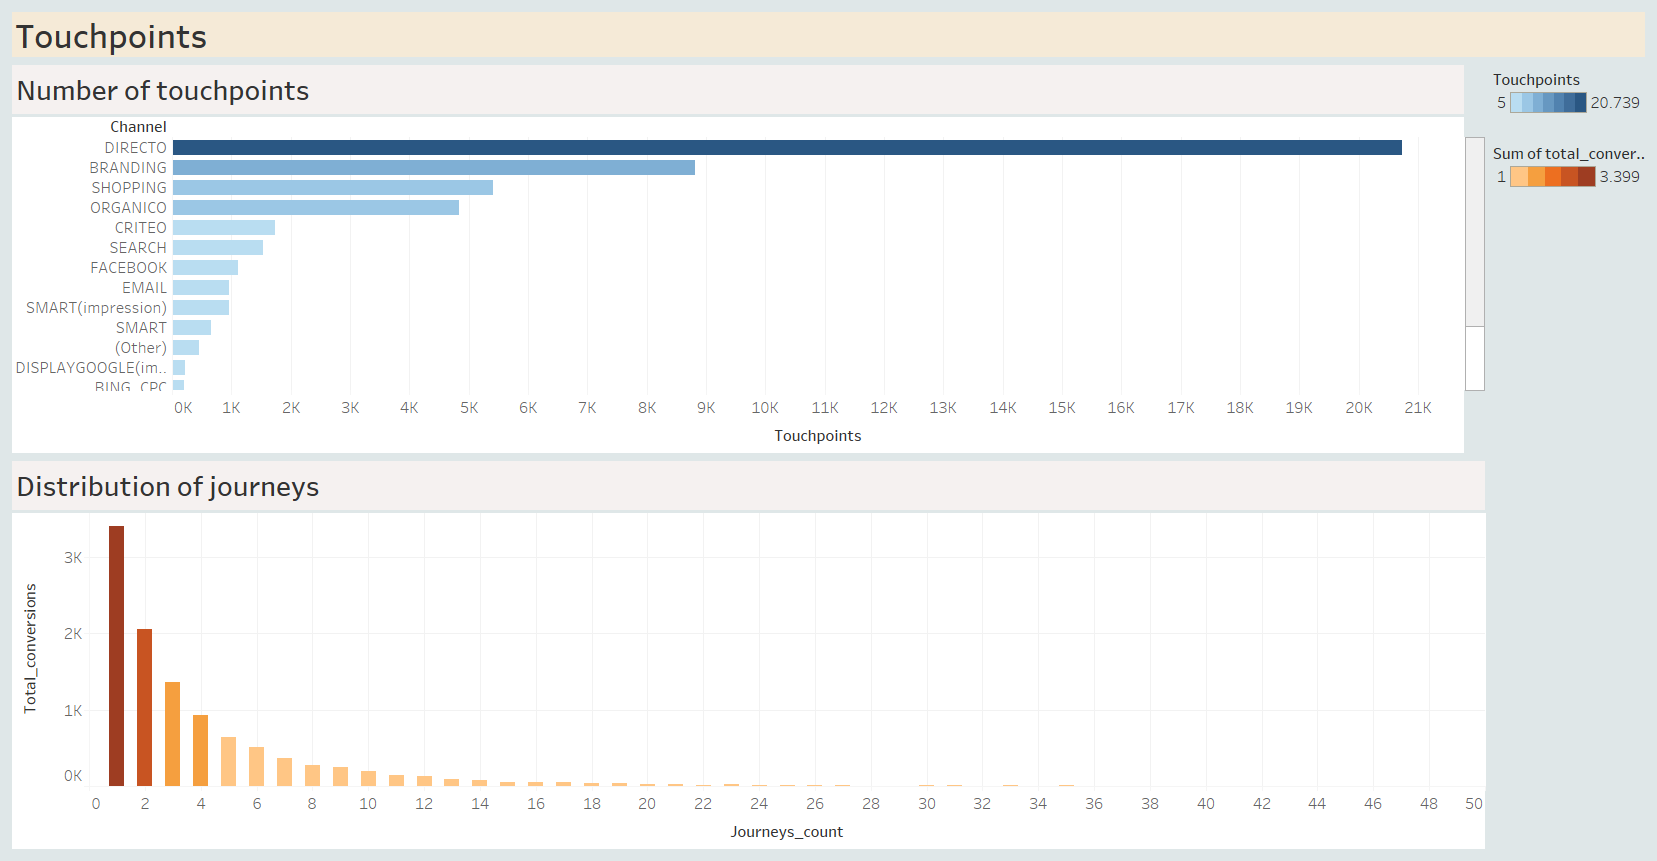 Touchpoints
Number of touchpoints
Channel
DIRECTO
BRANDING
SHOPPING
ORGANICO
CRITEO
SEARCH
FACEBOOK
EMAIL
SMART(impression)
SMART
(Other)
DISPLAYGOOGLE(im..
BING_CPC
0K 1K 2K 3K 4K 5K 6K 7K 8K 9K 10K 11K 12K 13K 14K 15K 16K 17K 18K 19K 20K 21K
Touchpoints
Touchpoints
5 20.739
Sum of total_conver..
1 3.399
Distribution of journeys
Total_conversions
3K
2K
1K
0K
0 2 4 6 8 10 12 14 16 18 20 22 24 26 28 30 32 34 36 38 40 42 44 46 48 50
Journeys_count